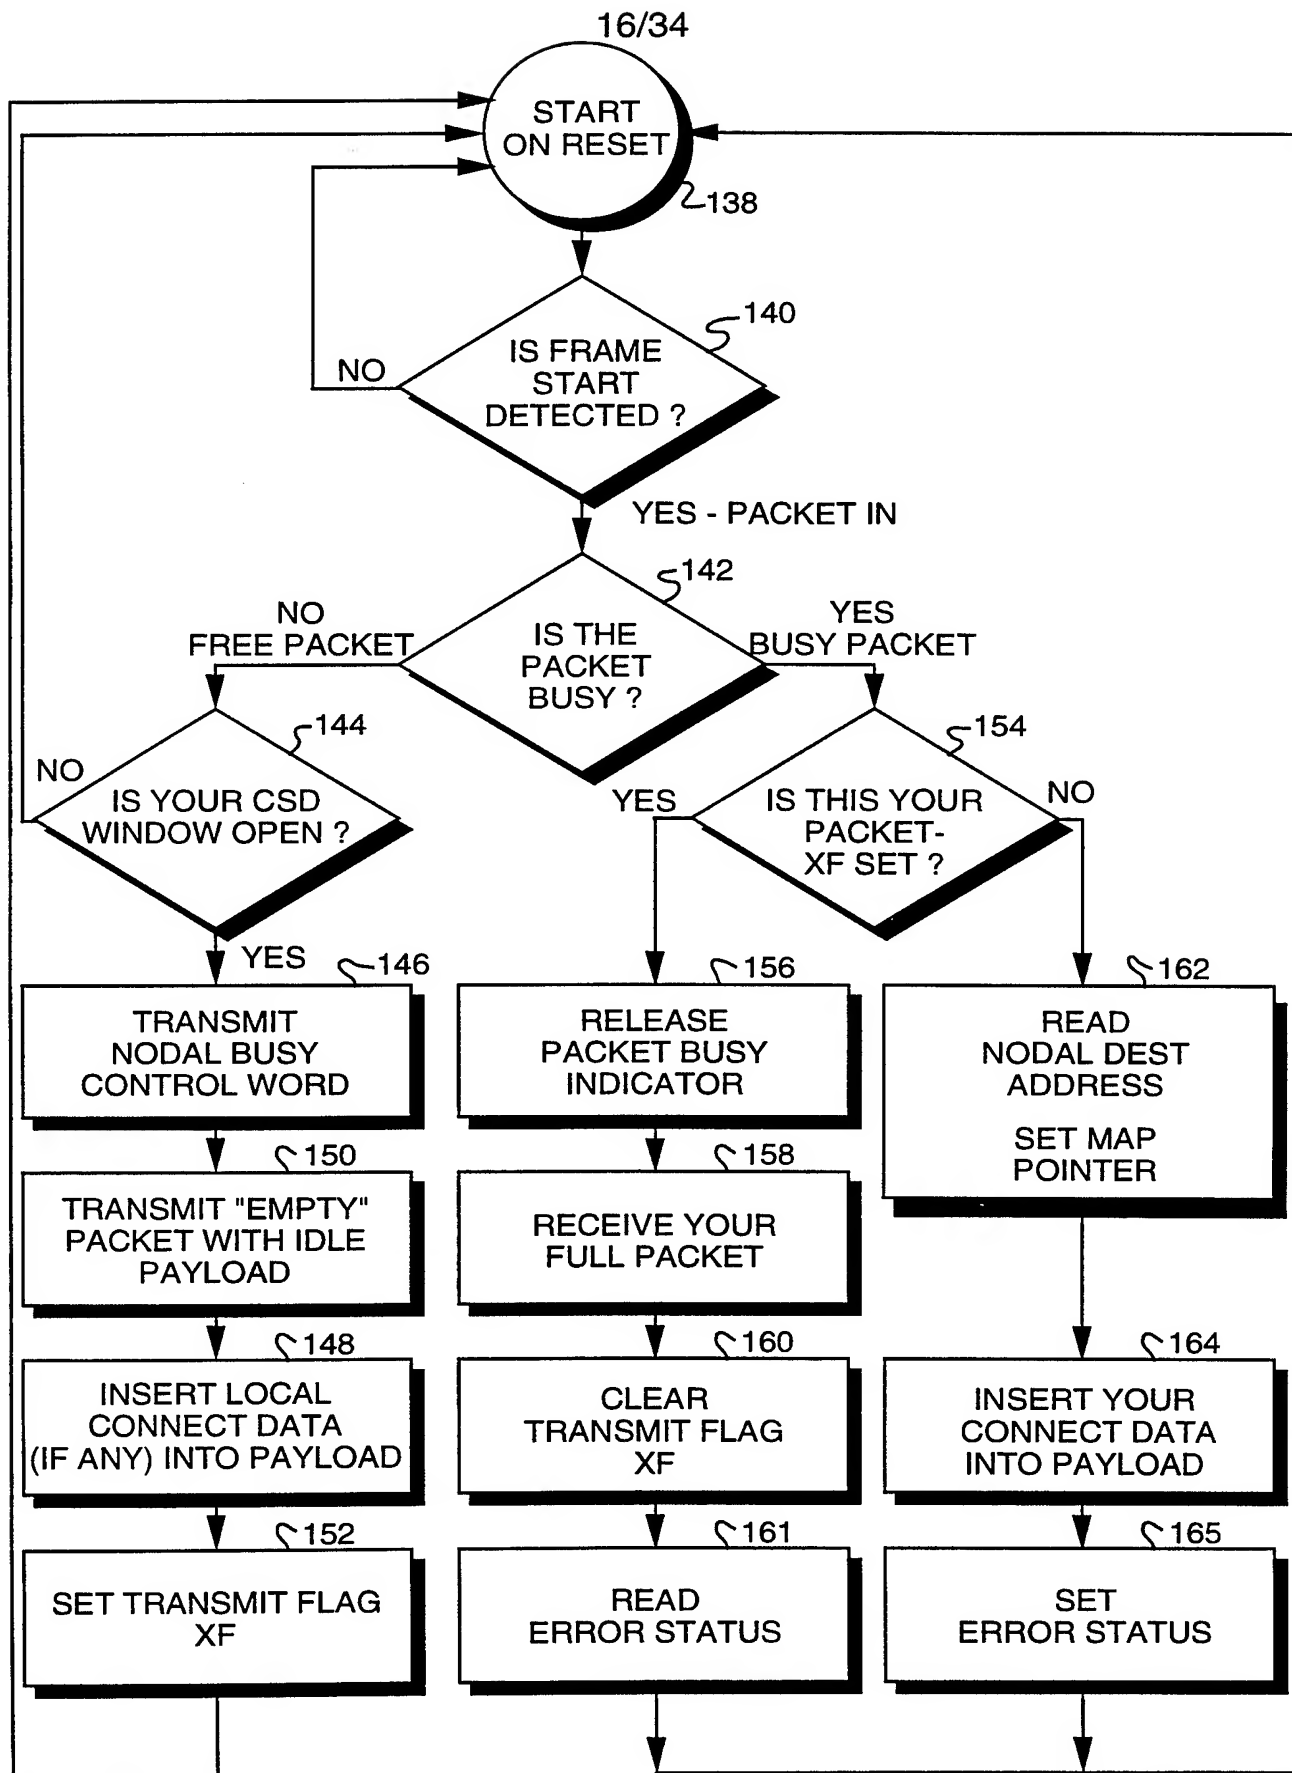 16/34
START
ON RESET
138
140
IS FRAME
START
DETECTED ?
NO
YES - PACKET IN
142
NO
FREE PACKET
IS THE
PACKET
BUSY ?
YES
BUSY PACKET
144
NO
IS YOUR CSD
WINDOW OPEN ?
YES
154
YES
IS THIS YOUR
PACKET-
XF SET ?
NO
146
TRANSMIT
NODAL BUSY
CONTROL WORD
150
TRANSMIT "EMPTY"
PACKET WITH IDLE
PAYLOAD
148
INSERT LOCAL
CONNECT DATA
(IF ANY) INTO PAYLOAD
152
SET TRANSMIT FLAG
XF
156
RELEASE
PACKET BUSY
INDICATOR
158
RECEIVE YOUR
FULL PACKET
160
CLEAR
TRANSMIT FLAG
XF
161
READ
ERROR STATUS
162
READ
NODAL DEST
ADDRESS
SET MAP
POINTER
164
INSERT YOUR
CONNECT DATA
INTO PAYLOAD
165
SET
ERROR STATUS